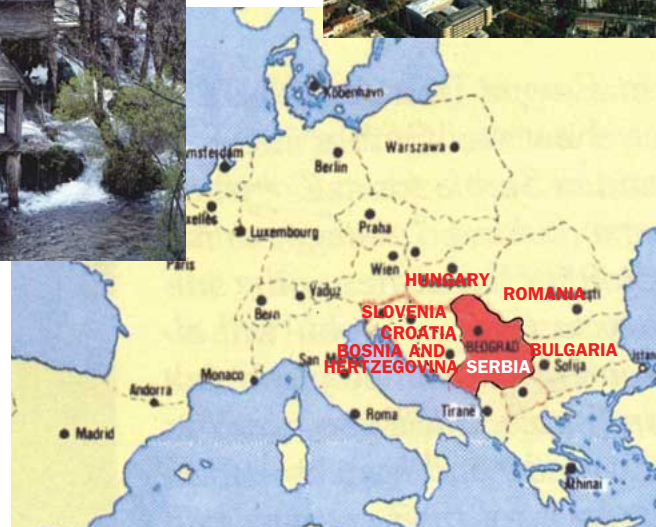 København
Warszawa
msterdam
Berlin
xelles
Praha
Luxembourg
Paris
Wien
HUNGARY
Vaduz
ROMANIA
Bern
SLOVENIA
CROATIA
BEOGRAD
BOSNIA AND
HERTZEGOVINA
SERBIA
BULGARIA
San M
Sofija
Monaco
Andorra
Tirane
Roma
Madrid
Athinai